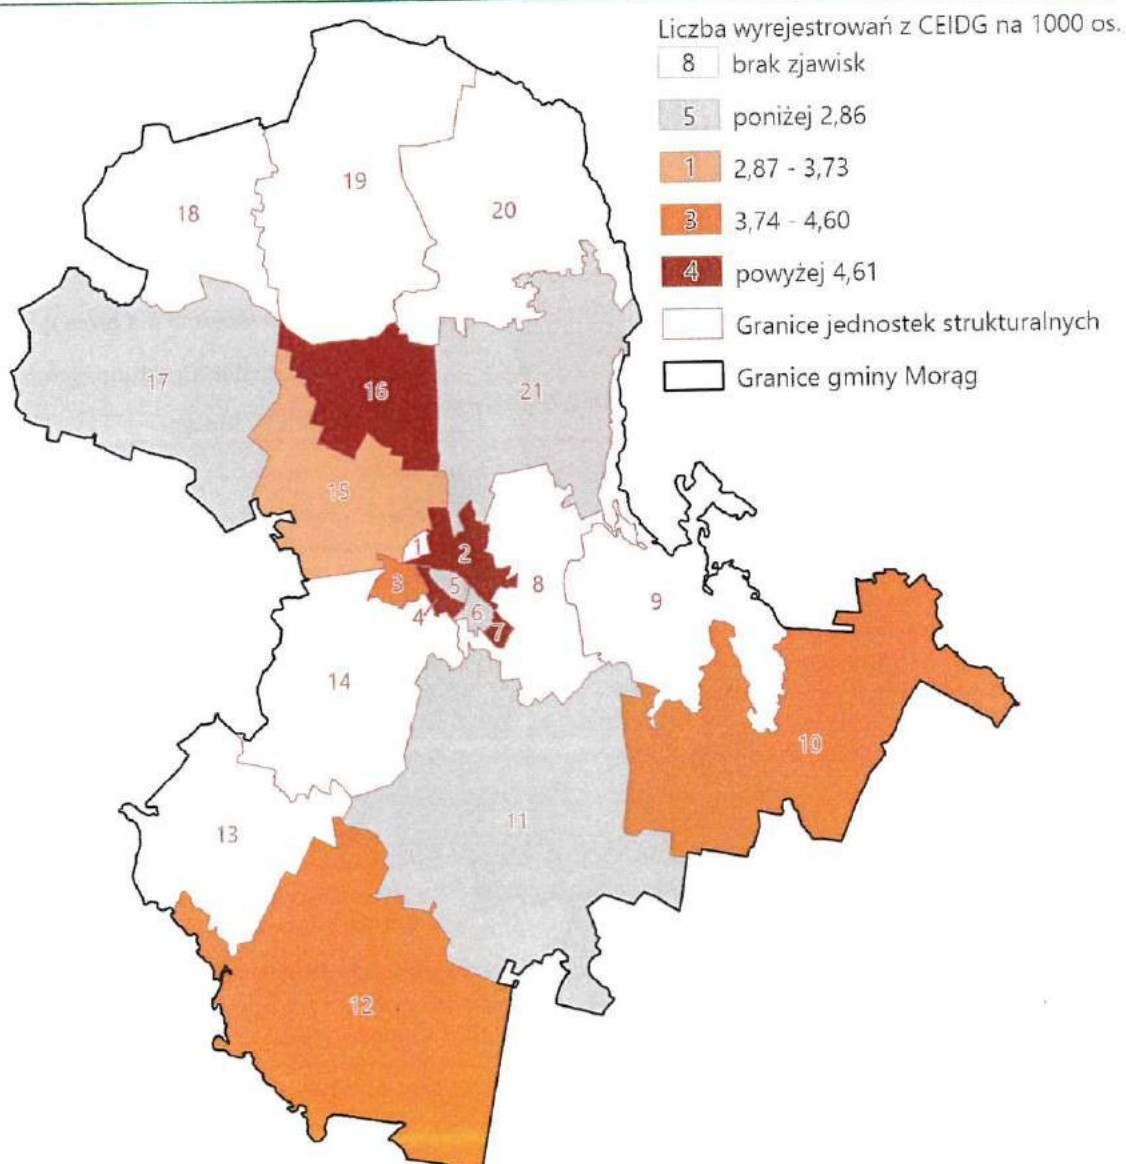 Liczba wyrejestrowań z CEIDG na 1000 os.
8 brak zjawisk
5 poniżej 2,86
1 2,87 - 3,73
3 3,74 - 4,60
4 powyżej 4,61
Granice jednostek strukturalnych
Granice gminy Morąg
19
18
20
17
16
21
15
1
2
3
5
8
4
6
9
7
14
10
11
13
12